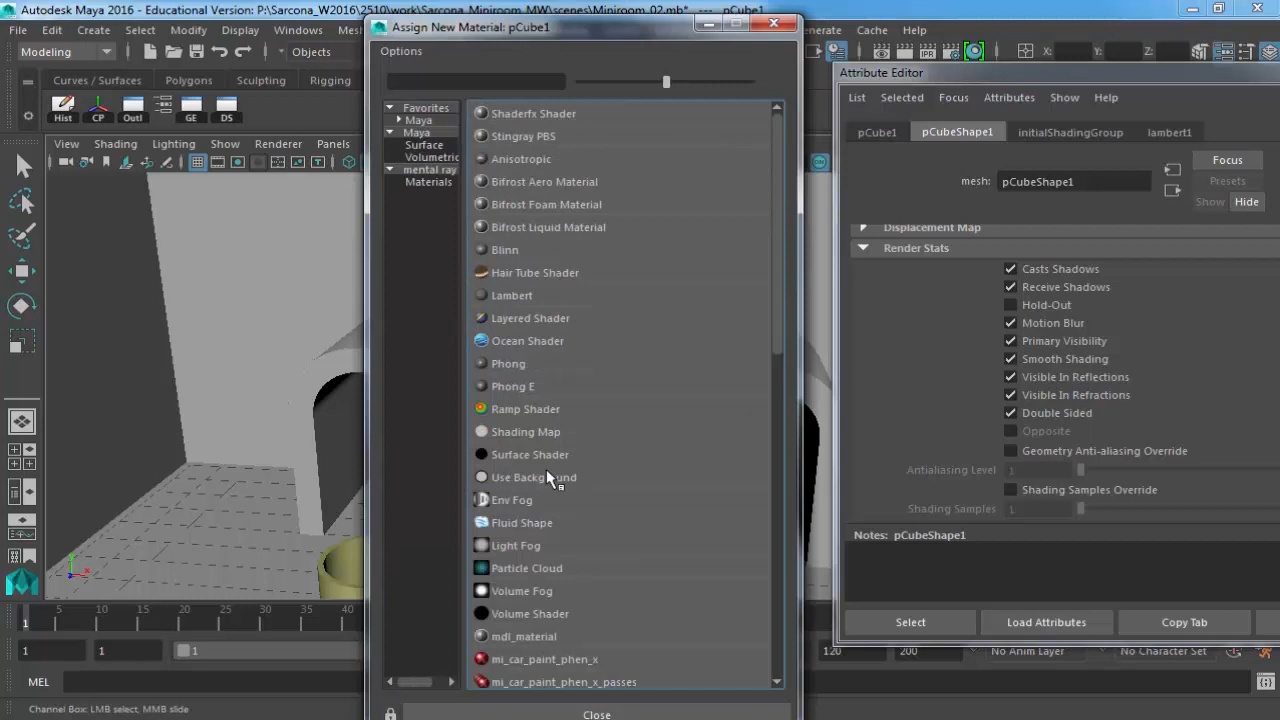 Autodesk Maya 2016 - Educational Version: P:\Sarcona_W2016\2510\work\Sarcona_Miniroom_MW\scenes\Miniroom_02.mb* --- pCube1
Assign New Material: pCube1
File Edit Create Select Modify Display Windows Mes Cache Help
Options
Modeling Objects X: Y: Z:
Attribute Editor
Curves / Surfaces Polygons Sculpting Rigging
List Selected Focus Attributes Show Help
Hist CP Outl GE DS
Favorites
Maya
Maya
Surface
Volumetric
mental ray
Materials
Shaderfx Shader
Stingray PBS
Anisotropic
Bifrost Aero Material
Bifrost Foam Material
Bifrost Liquid Material
Blinn
Hair Tube Shader
Lambert
Layered Shader
Ocean Shader
Phong
Phong E
Ramp Shader
Shading Map
Surface Shader
Use Background
Env Fog
Fluid Shape
Light Fog
Particle Cloud
Volume Fog
Volume Shader
mdl_material
mi_car_paint_phen_x
mi_car_paint_phen_x_passes
Close
pCube1 pCubeShape1 initialShadingGroup lambert1
View Shading Lighting Show Renderer Panels
Focus
mesh: pCubeShape1 Presets
Show Hide
Displacement Map
Render Stats
Casts Shadows
Receive Shadows
Hold-Out
Motion Blur
Primary Visibility
Smooth Shading
Visible In Reflections
Visible In Refractions
Double Sided
Opposite
Geometry Anti-aliasing Override
Antialiasing Level 1
Shading Samples Override
Shading Samples 1
Notes: pCubeShape1
Select Load Attributes Copy Tab
y x
5 10 15 20 25 30 35 40
1
1 1 1 120 200 No Anim Layer No Character Set
MEL
Channel Box: LMB select, MMB slide